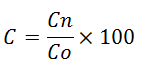 C = Cn/Co × 100